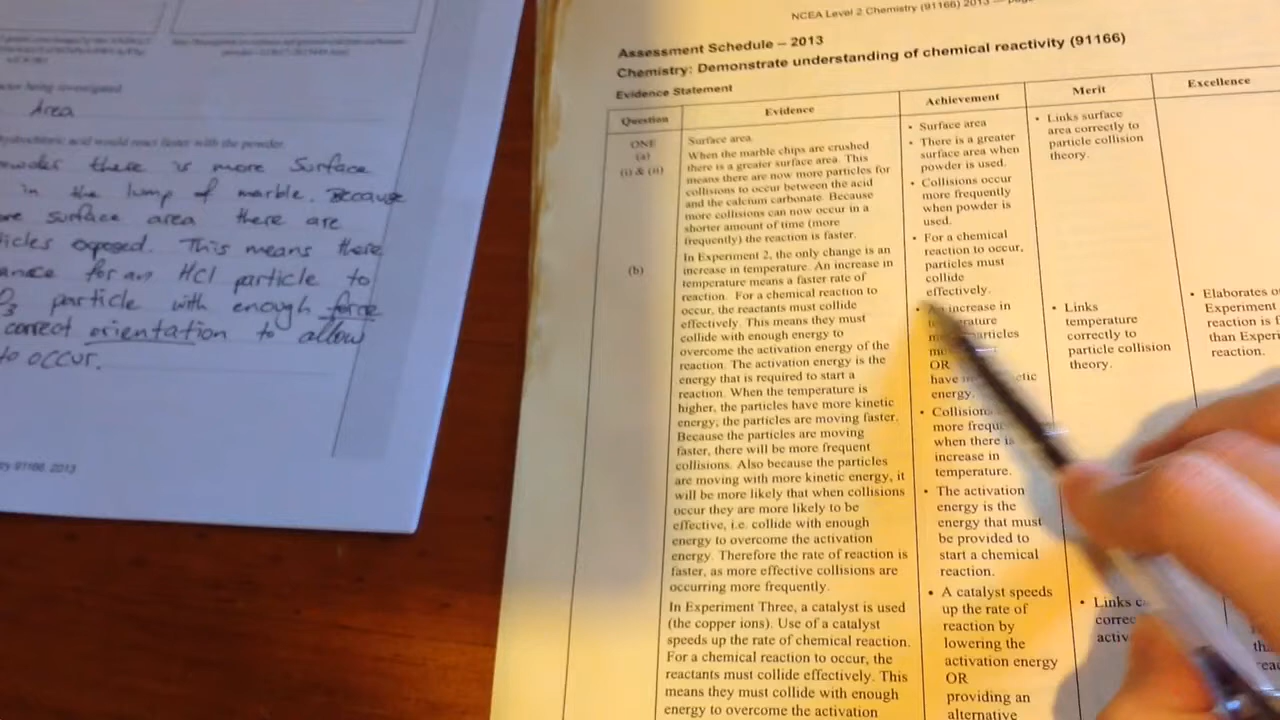 being investigated
Area
hydrochloric acid would react faster with the powder.
there is more Surface
in the lump of marble. Because
surface area there are
exposed. This means there
for an HCl particle to
particle with enough force
correct orientation to allow
to occur.
91166, 2013
NCEA Level 2 Chemistry (91166) 2013 —
Assessment Schedule – 2013
Chemistry: Demonstrate understanding of chemical reactivity (91166)
Evidence Statement
Question
Evidence
Achievement
Merit
Excellence
ONE
(a)
(i) & (ii)
Surface area.
When the marble chips are crushed
there is a greater surface area. This
means there are now more particles for
collisions to occur between the acid
and the calcium carbonate. Because
more collisions can now occur in a
shorter amount of time (more
frequently) the reaction is faster.
• Surface area
• There is a greater
surface area when
powder is used.
• Collisions occur
more frequently
when powder is
used.
• For a chemical
reaction to occur,
particles must
collide
effectively.
• Links surface
area correctly to
particle collision
theory.
(b)
In Experiment 2, the only change is an
increase in temperature. An increase in
temperature means a faster rate of
reaction. For a chemical reaction to
occur, the reactants must collide
effectively. This means they must
collide with enough energy to
overcome the activation energy of the
reaction. The activation energy is the
energy that is required to start a
reaction. When the temperature is
higher, the particles have more kinetic
energy; the particles are moving faster.
Because the particles are moving
faster, there will be more frequent
collisions. Also because the particles
are moving with more kinetic energy, it
will be more likely that when collisions
occur they are more likely to be
effective, i.e. collide with enough
energy to overcome the activation
energy. Therefore the rate of reaction is
faster, as more effective collisions are
occurring more frequently.
In Experiment Three, a catalyst is used
(the copper ions). Use of a catalyst
speeds up the rate of chemical reaction.
For a chemical reaction to occur, the
reactants must collide effectively. This
means they must collide with enough
energy to overcome the activation
• increase in
particles
OR
have
energy.
•
more
when there is
increase in
temperature.
• The activation
energy is the
energy that must
be provided to
start a chemical
reaction.
• A catalyst speeds
up the rate of
reaction by
lowering the
activation energy
OR
providing an
alternative
• Links
temperature
correctly to
particle collision
theory.
• Links
• Elaborates
Experiment
reaction is
than
reaction.